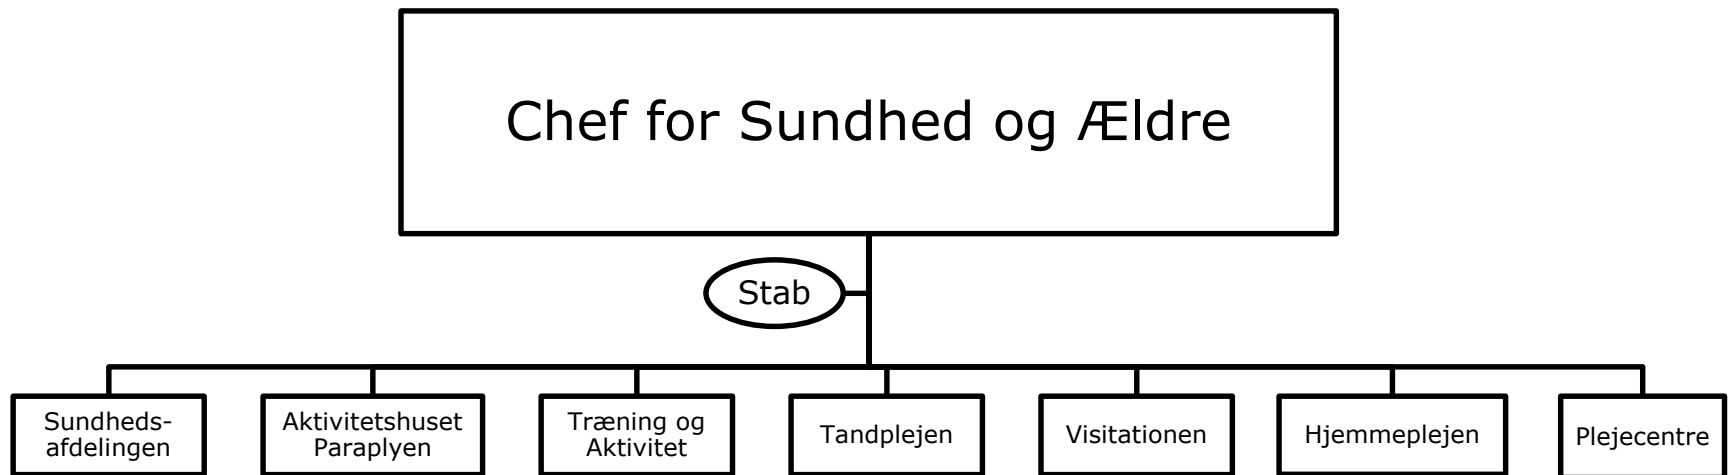 Chef for Sundhed og Ældre
Stab
Sundheds-
afdelingen
Aktivitetshuset
Paraplyen
Træning og
Aktivitet
Tandplejen
Visitationen
Hjemmeplejen
Plejecentre